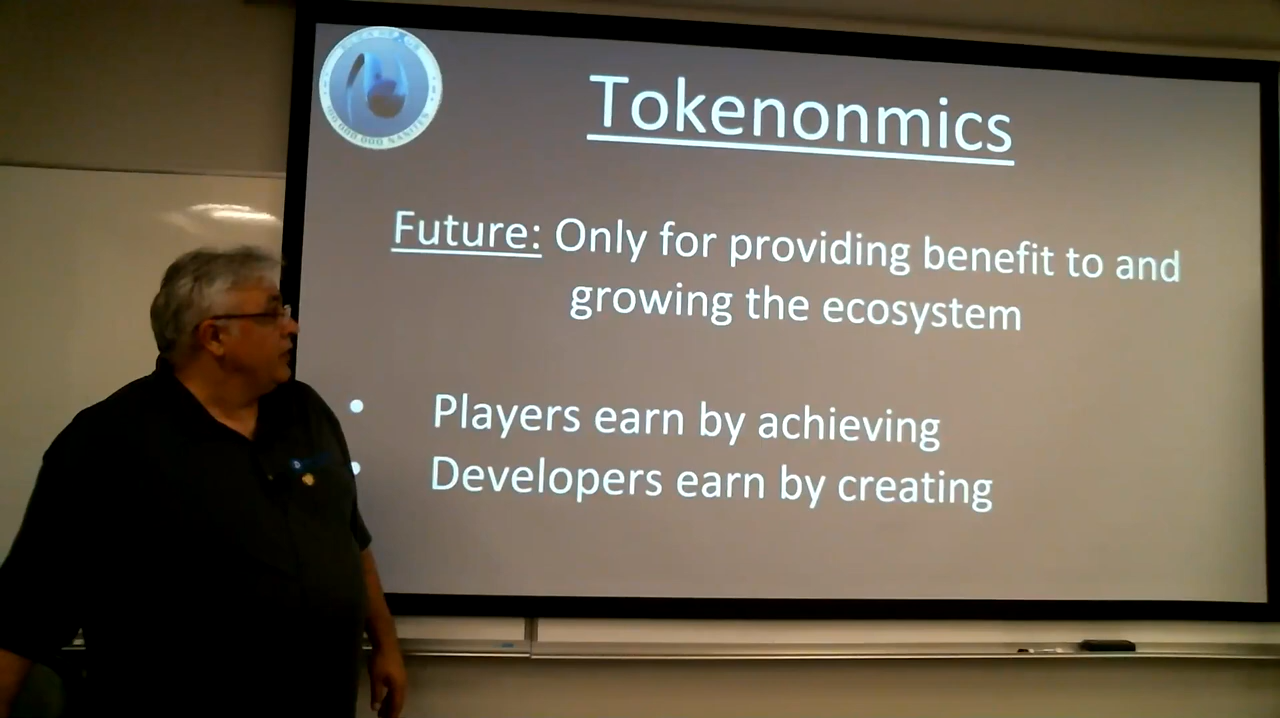 Tokenonmics
Future: Only for providing benefit to and
growing the ecosystem
• Players earn by achieving
• Developers earn by creating